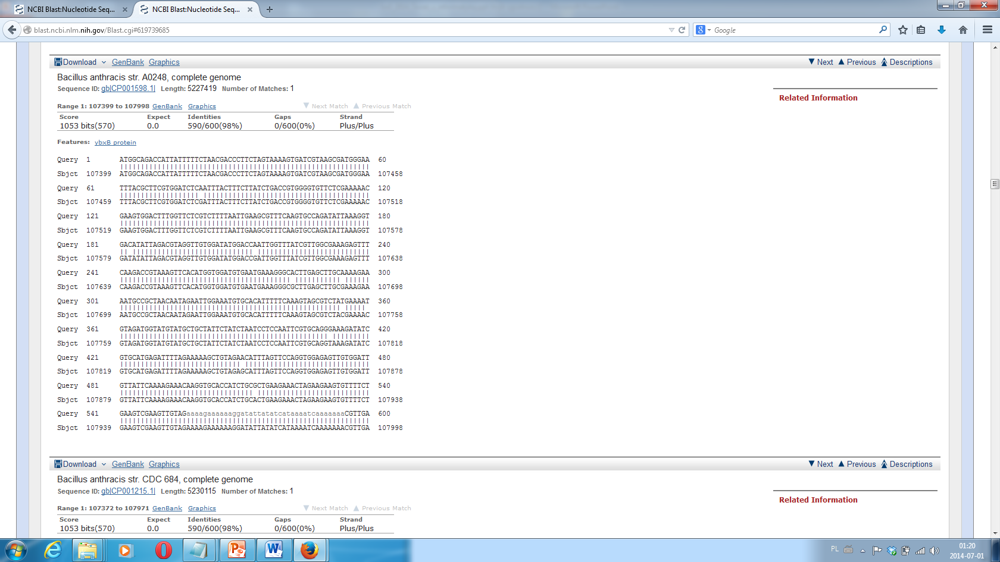 NCBI Blast:Nucleotide Seq... × NCBI Blast:Nucleotide Seq... × +
blast.ncbi.nlm.nih.gov/Blast.cgi#619739685 8 Google
Download GenBank Graphics Next Previous Descriptions
Bacillus anthracis str. A0248, complete genome
Sequence ID: gb|CP001598.1| Length: 5227419 Number of Matches: 1
Related Information
Range 1: 107399 to 107998 GenBank Graphics Next Match Previous Match
Score Expect Identities Gaps Strand
1053 bits(570) 0.0 590/600(98%) 0/600(0%) Plus/Plus
Features: ybxB protein
Query 1 ATGGCAGACCATTATTTTTCTAACGACCCTTCTAGTAAAAGTGATCGTAAGCGATGGGAA 60
Sbjct 107399 ATGGCAGACCATTATTTTTCTAACGACCCTTCTAGTAAAAGTGATCGTAAGCGATGGGAA 107458
Query 61 TTTACGCTTCGTGGATCTCAATTTACTTTCTTATCTGACCGTGGGGTGTTCTCGAAAAAC 120
Sbjct 107459 TTTACGCTTCGTGGATCTCGATTTACTTTCTTATCTGACCGTGGGGTGTTCTCGAAAAAC 107518
Query 121 GAAGTGGACTTTGGTTCTCGTCTTTTAATTGAAGCGTTTCAAGTGCCAGATATTAAAGGT 180
Sbjct 107519 GAAGTGGACTTTGGTTCTCGTCTTTTAATTGAAGCGTTTCAAGTGCCAGATATTAAAGGT 107578
Query 181 GACATATTAGACGTAGGTTGTGGATATGGACCAATTGGTTTATCGTTGGCGAAAGAGTTT 240
Sbjct 107579 GATATATTAGACGTAGGTTGTGGATATGGACCGATTGGTTTATCGTTGGCGAAAGAGTTT 107638
Query 241 CAAGACCGTAAAGTTCACATGGTGGATGTGAATGAAAGGGCACTTGAGCTTGCAAAAGAA 300
Sbjct 107639 CAAGACCGTAAAGTTCACATGGTGGATGTGAATGAAAGGGCGCTTGAGCTTGCGAAAGAA 107698
Query 301 AATGCCGCTAACAATAGAATTGGAAATGTGCACATTTTTCAAAGTAGCGTCTATGAAAAT 360
Sbjct 107699 AATGCCGCTAACAATAGAATTGGAAATGTGCACATTTTTCAAAGTAGCGTCTACGAAAAC 107758
Query 361 GTAGATGGTATGTATGCTGCTATTCTATCTAATCCTCCAATTCGTGCAGGGAAAGATATC 420
Sbjct 107759 GTAGATGGTATGTATGCTGCTATTCTATCTAATCCTCCAATTCGTGCAGGTAAAGATATC 107818
Query 421 GTGCATGAGATTTTAGAAAAAGCTGTAGAACATTTAGTTCCAGGTGGAGAGTTGTGGATT 480
Sbjct 107819 GTGCATGAGATTTTAGAAAAAGCTGTAGAGCATTTAGTTCCAGGTGGAGAGTTGTGGATT 107878
Query 481 GTTATTCAAAAGAAACAAGGTGCACCATCTGCGCTGAAGAAACTAGAAGAAGTGTTTTCT 540
Sbjct 107879 GTTATTCAAAAGAAACAAGGTGCACCATCTGCACTGAAGAAACTAGAAGAAGTGTTTTCT 107938
Query 541 GAAGTCGAAGTTGTAGaaaagaaaaaaggatattatatcataaaatcaaaaaaaCGTTGA 600
Sbjct 107939 GAAGTCGAAGTTGTAGAAAAGAAAAAAGGATATTATATCATAAAATCAAAAAAACGTTGA 107998
Download GenBank Graphics Next Previous Descriptions
Bacillus anthracis str. CDC 684, complete genome
Sequence ID: gb|CP001215.1| Length: 5230115 Number of Matches: 1
Related Information
Range 1: 107372 to 107971 GenBank Graphics Next Match Previous Match
Score Expect Identities Gaps Strand
1053 bits(570) 0.0 590/600(98%) 0/600(0%) Plus/Plus
PL 01:20
2014-07-01